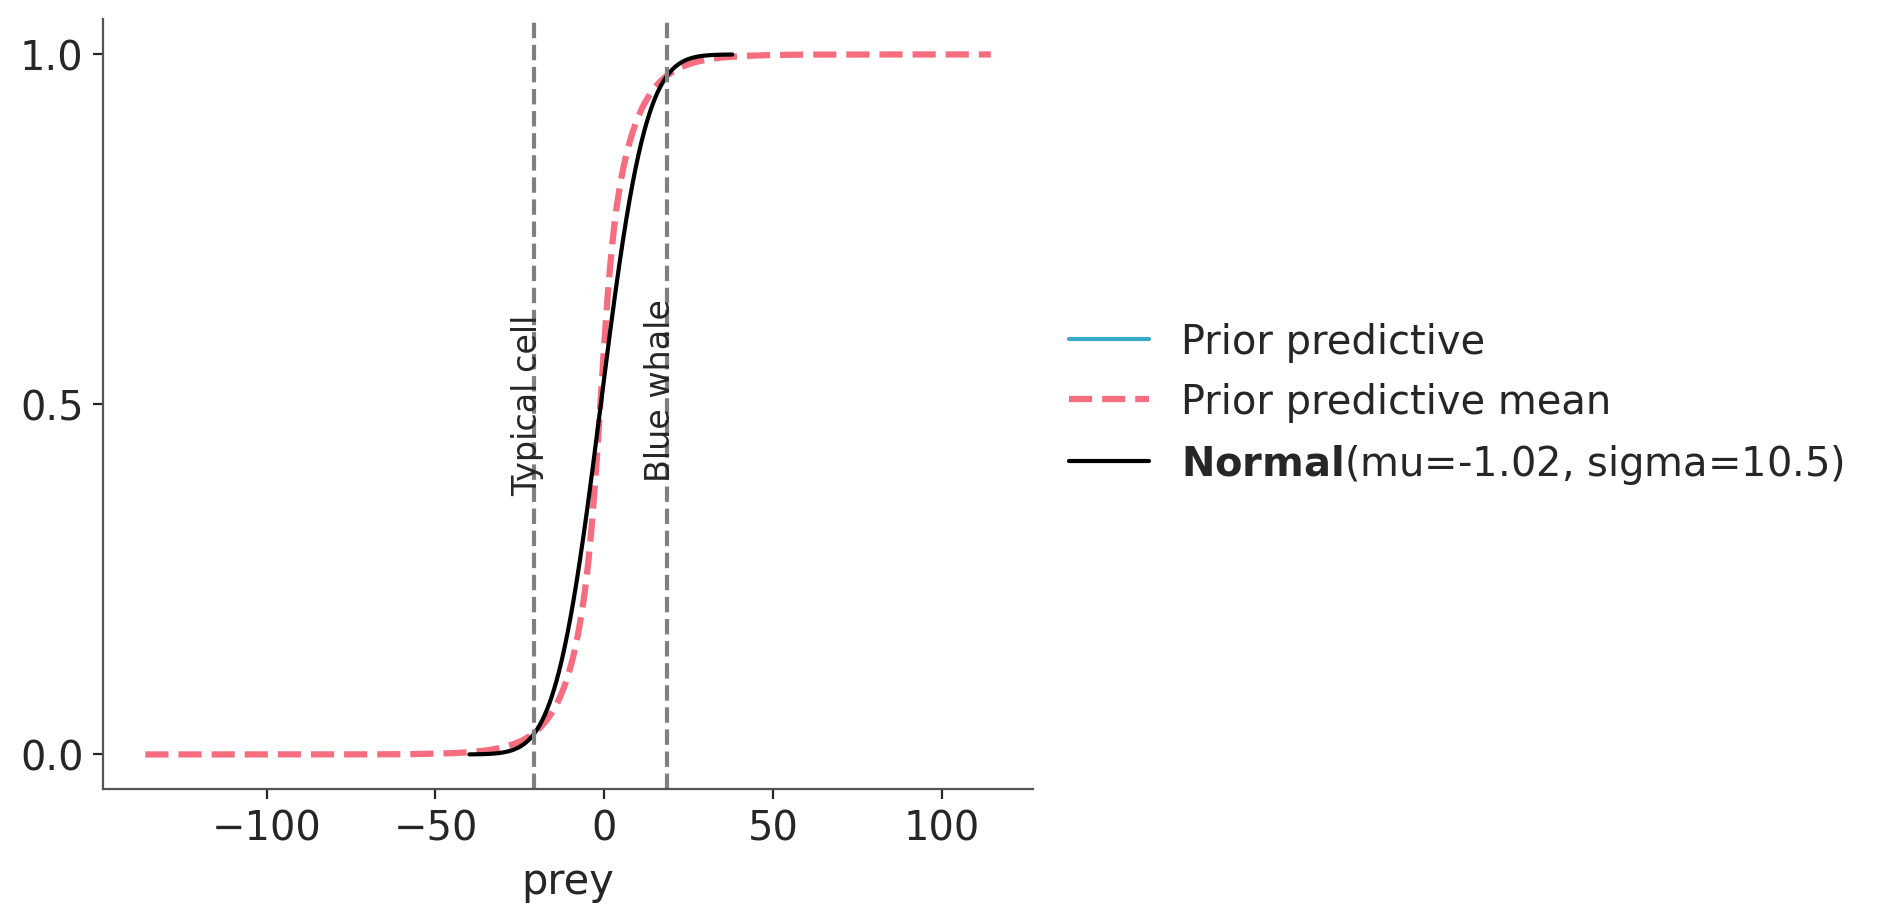 1.0
0.5
0.0
Typical cell
Blue whale
−100
−50
0
50
100
prey
Prior predictive
Prior predictive mean
Normal(mu=-1.02, sigma=10.5)